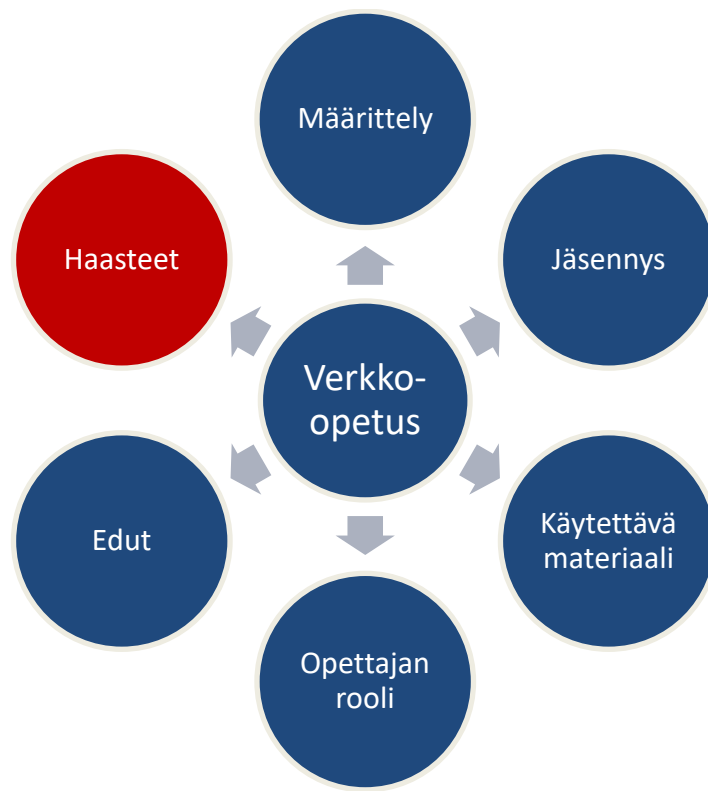 Määrittely
Haasteet
Jäsennys
Verkko-
opetus
Edut
Käytettävä
materiaali
Opettajan
rooli